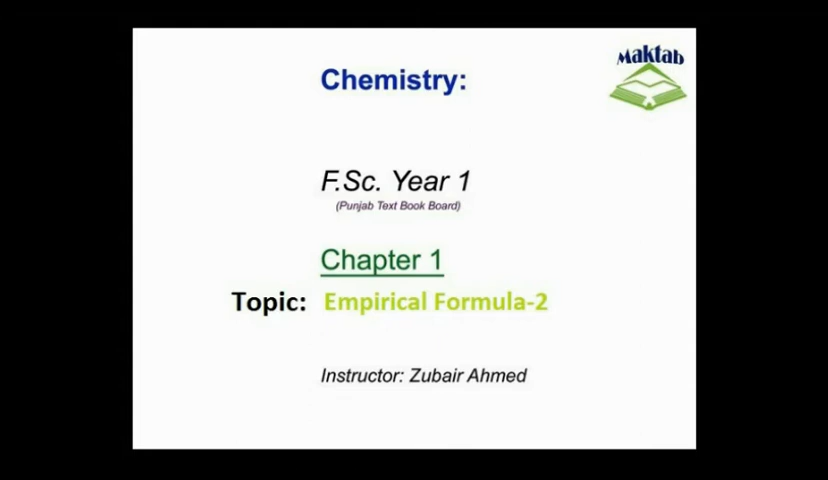 Maktab
Chemistry:
F.Sc. Year 1
(Punjab Text Book Board)
Chapter 1
Topic: Empirical Formula-2
Instructor: Zubair Ahmed